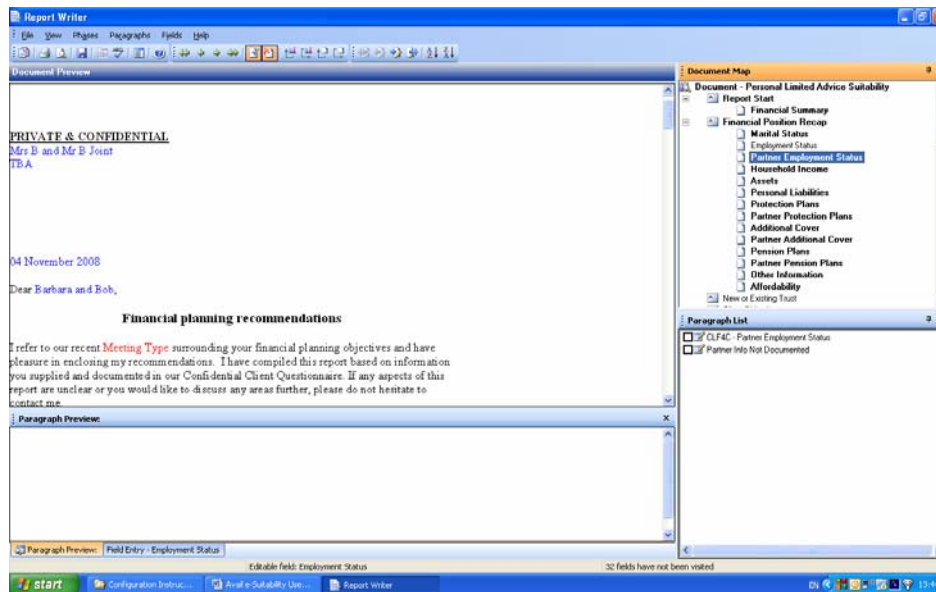 Report Writer
File View Phases Paragraphs Fields Help
Document Preview
PRIVATE & CONFIDENTIAL
Mrs B and Mr B Joint
TBA
04 November 2008
Dear Barbara and Bob,
Financial planning recommendations
I refer to our recent Meeting Type surrounding your financial planning objectives and have
pleasure in enclosing my recommendations. I have compiled this report based on information
you supplied and documented in our Confidential Client Questionnaire. If any aspects of this
report are unclear or you would like to discuss any areas further, please do not hesitate to
contact me
Paragraph Preview:
Paragraph Preview: Field Entry - Employment Status
Document Map
Document - Personal Limited Advice Suitability
Report Start
Financial Summary
Financial Position Recap
Marital Status
Employment Status
Partner Employment Status
Household Income
Assets
Personal Liabilities
Protection Plans
Partner Protection Plans
Additional Cover
Partner Additional Cover
Pension Plans
Partner Pension Plans
Other Information
Affordability
New or Existing Trust
Paragraph List
CLF4C - Partner Employment Status
Partner Info Not Documented
Editable field: Employment Status 32 fields have not been visited
start Configuration Instruc... Avail e-Suitability Use... Report Writer EN